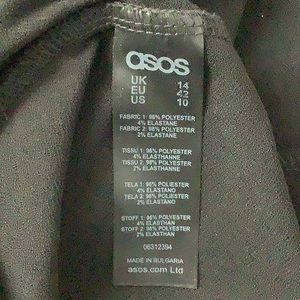 asos
UK 14
EU 42
US 10
FABRIC 1: 96% POLYESTER
4% ELASTANE
FABRIC 2: 98% POLYESTER
2% ELASTANE
TISSU 1: 96% POLYESTER
4% ELASTHANNE
TISSU 2: 98% POLYESTER
2% ELASTHANNE
TELA 1: 96% POLIESTER
4% ELASTANO
TELA 2: 98% POLIESTER
2% ELASTANO
STOFF 1: 96% POLYESTER
4% ELASTHAN
STOFF 2: 98% POLYESTER
2% ELASTHAN
06312394
MADE IN BULGARIA
asos.com Ltd